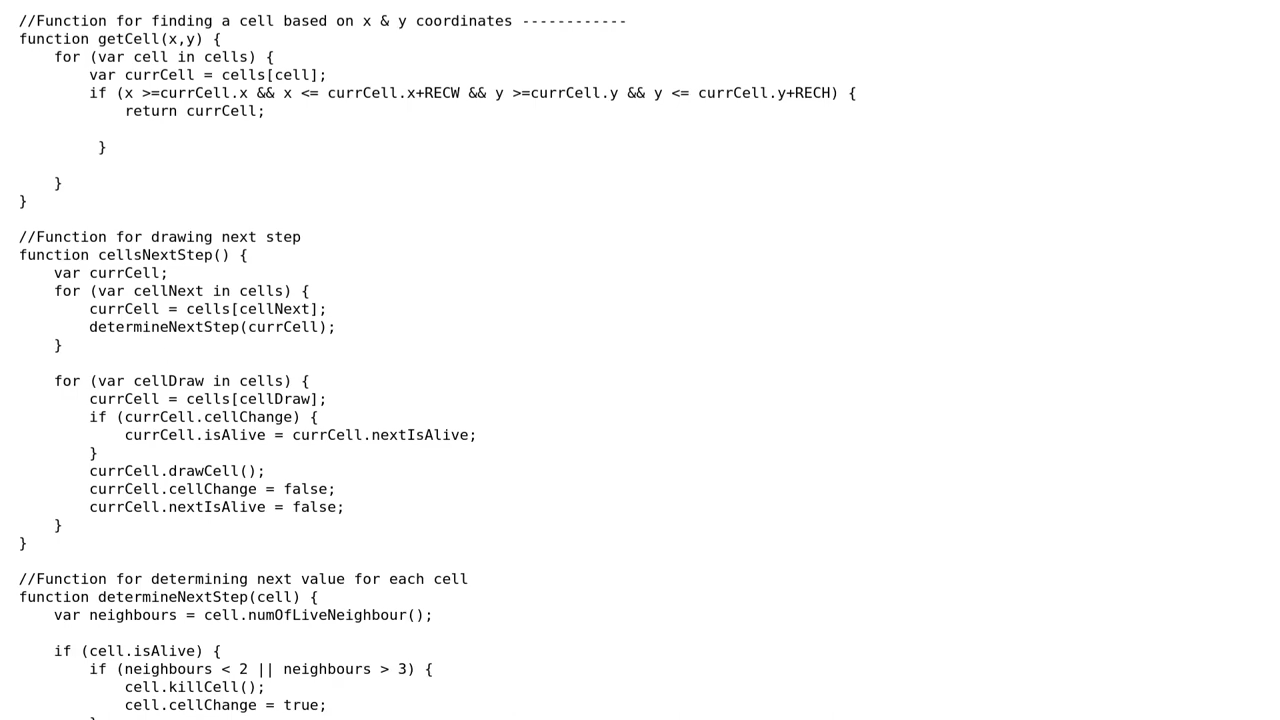 //Function for finding a cell based on x & y coordinates ------------
function getCell(x,y) {
    for (var cell in cells) {
        var currCell = cells[cell];
        if (x >=currCell.x && x <= currCell.x+RECW && y >=currCell.y && y <= currCell.y+RECH) {
            return currCell;

         }

    }
}

//Function for drawing next step
function cellsNextStep() {
    var currCell;
    for (var cellNext in cells) {
        currCell = cells[cellNext];
        determineNextStep(currCell);
    }

    for (var cellDraw in cells) {
        currCell = cells[cellDraw];
        if (currCell.cellChange) {
            currCell.isAlive = currCell.nextIsAlive;
        }
        currCell.drawCell();
        currCell.cellChange = false;
        currCell.nextIsAlive = false;
    }
}

//Function for determining next value for each cell
function determineNextStep(cell) {
    var neighbours = cell.numOfLiveNeighbour();

    if (cell.isAlive) {
        if (neighbours < 2 || neighbours > 3) {
            cell.killCell();
            cell.cellChange = true;
        }